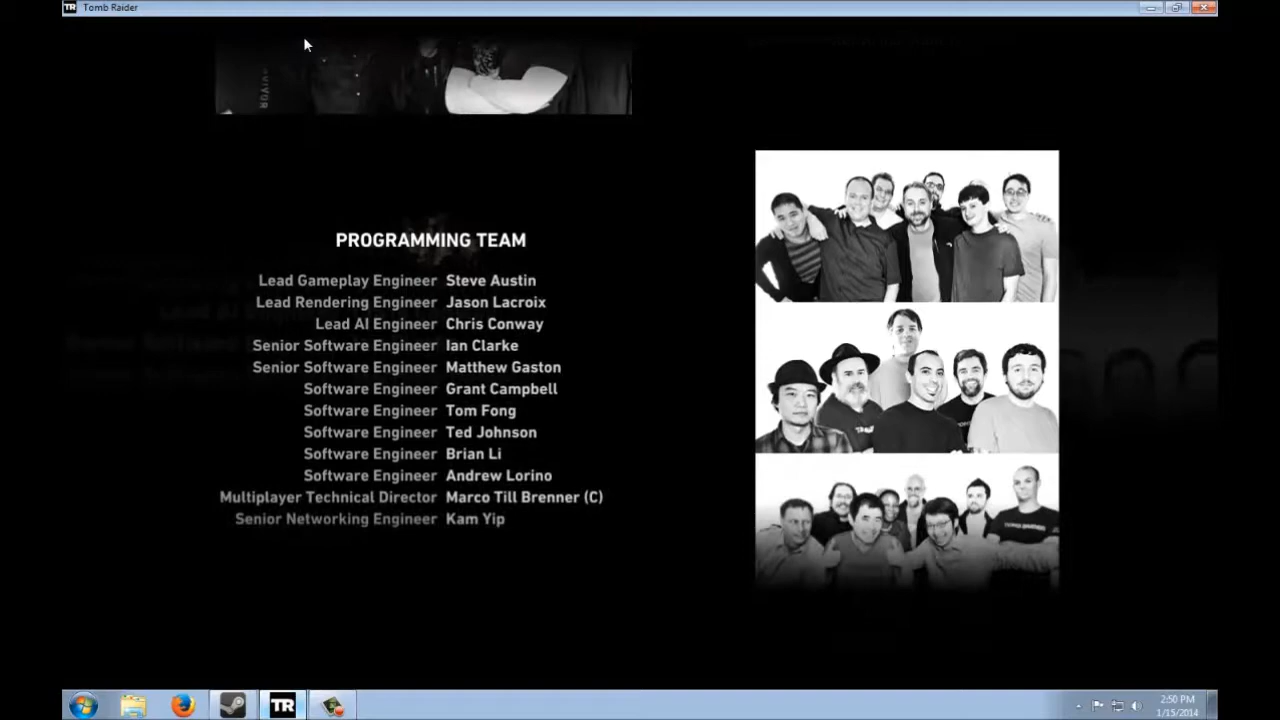 TR Tomb Raider
PROGRAMMING TEAM
Lead Gameplay Engineer Steve Austin
Lead Rendering Engineer Jason Lacroix
Lead AI Engineer Chris Conway
Senior Software Engineer Ian Clarke
Senior Software Engineer Matthew Gaston
Software Engineer Grant Campbell
Software Engineer Tom Fong
Software Engineer Ted Johnson
Software Engineer Brian Li
Software Engineer Andrew Lorino
Multiplayer Technical Director Marco Till Brenner (C)
Senior Networking Engineer Kam Yip
TR
2:50 PM
1/15/2014